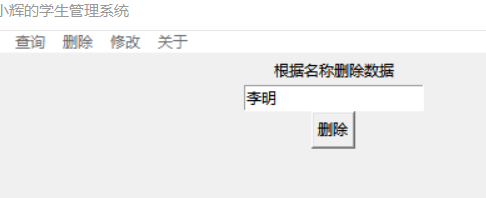 小辉的学生管理系统
查询 删除 修改 关于
根据名称删除数据
李明
删除